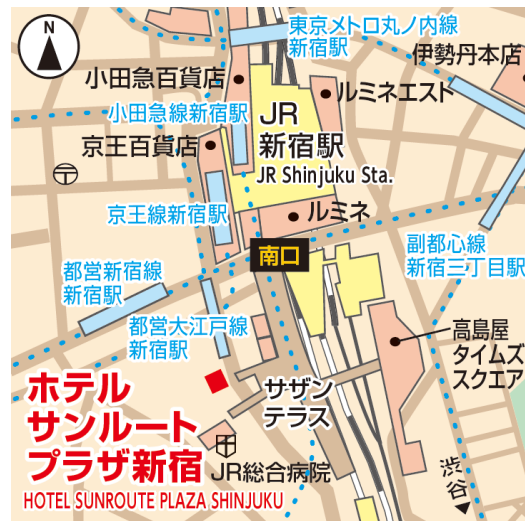 N
東京メトロ丸ノ内線
新宿駅
伊勢丹本店
小田急百貨店
ルミネエスト
小田急線新宿駅
JR
新宿駅
JR Shinjuku Sta.
京王百貨店
〒
京王線新宿駅
ルミネ
南口
副都心線
新宿三丁目駅
都営新宿線
新宿駅
都営大江戸線
新宿駅
高島屋
タイムズ
スクエア
サザン
テラス
ホテル
サンルート
プラザ新宿
HOTEL SUNROUTE PLAZA SHINJUKU
JR総合病院
渋谷